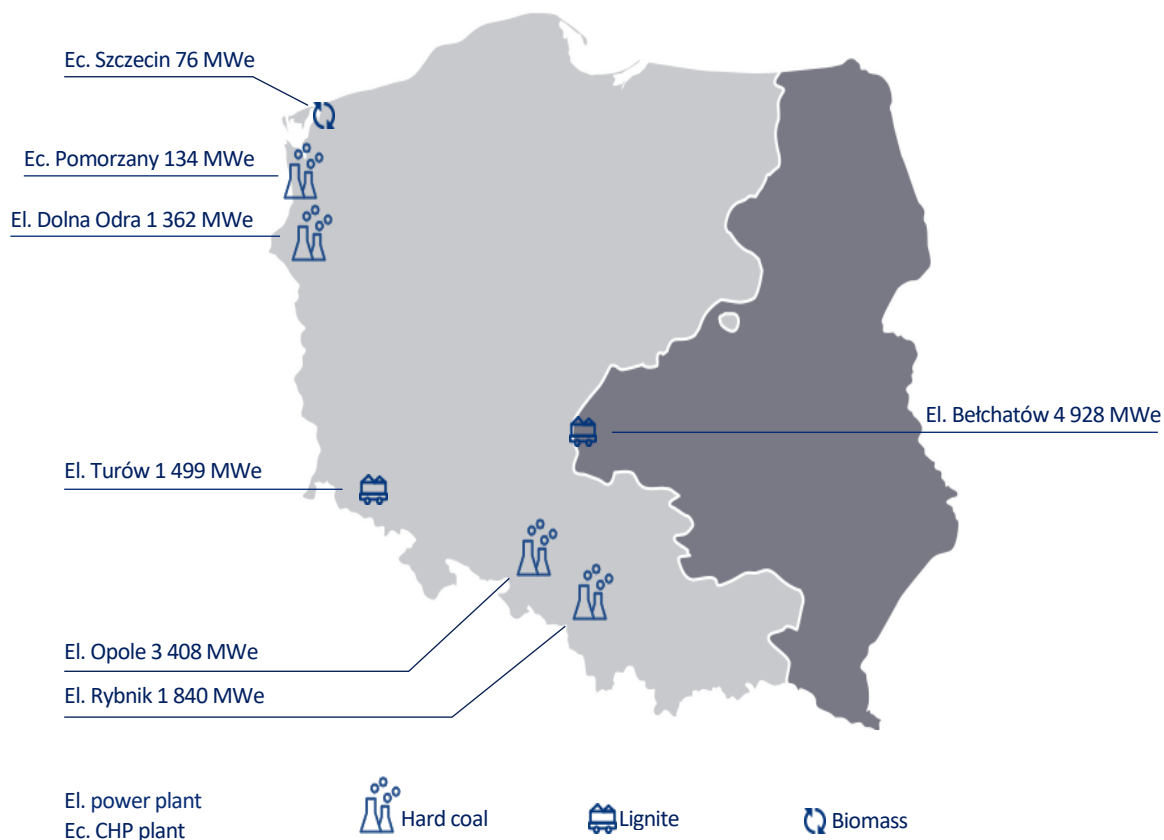 Ec. Szczecin 76 MWe
Ec. Pomorzany 134 MWe
El. Dolna Odra 1 362 MWe
El. Bełchatów 4 928 MWe
El. Turów 1 499 MWe
El. Opole 3 408 MWe
El. Rybnik 1 840 MWe
El. power plant
Ec. CHP plant
Hard coal
Lignite
Biomass